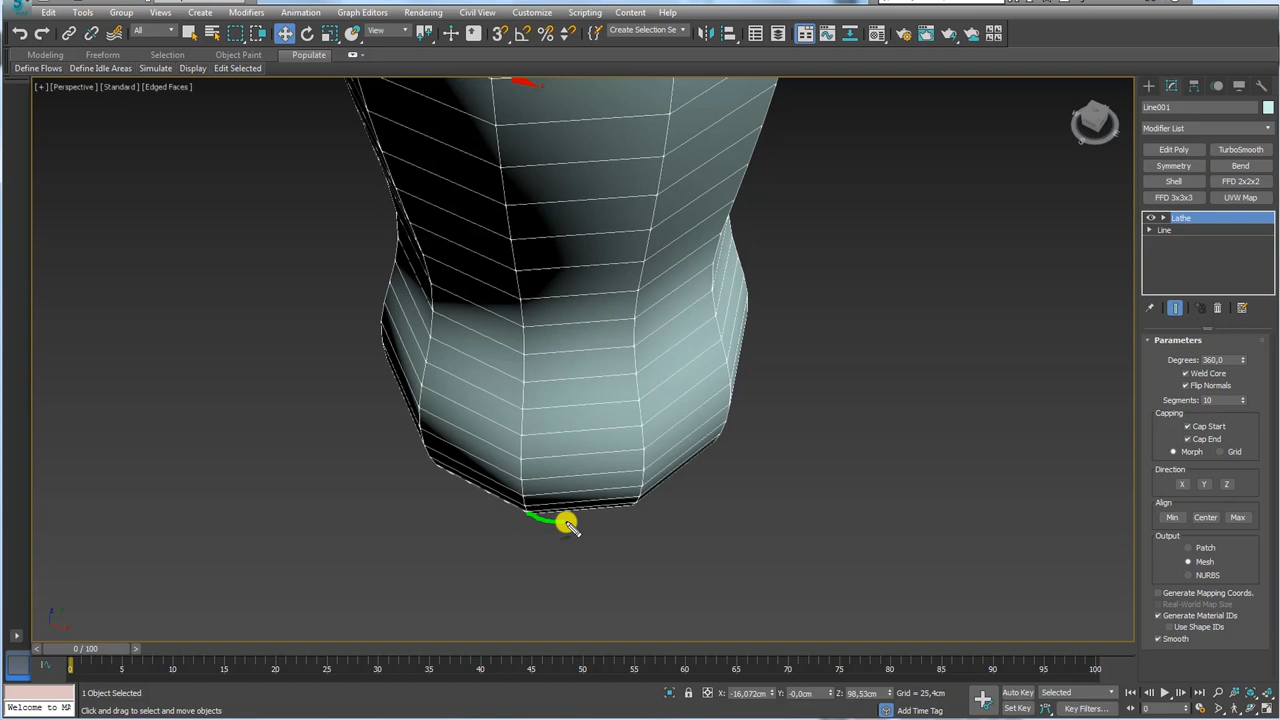 Edit Tools Group Views Create Modifiers Animation Graph Editors Rendering Civil View Customize Scripting Content Help
All View Create Selection Se
Modeling Freeform Selection Object Paint Populate
Define Flows Define Idle Areas Simulate Display Edit Selected
[+] [Perspective] [Standard] [Edged Faces]
Line001
Modifier List
Edit Poly TurboSmooth
Symmetry Bend
Shell FFD 2x2x2
FFD 3x3x3 UVW Map
Lathe
Line
Parameters
Degrees: 360,0
Weld Core
Flip Normals
Segments: 10
Capping
Cap Start
Cap End
Morph Grid
Direction
X Y Z
Align
Min Center Max
Output
Patch
Mesh
NURBS
Generate Mapping Coords.
Real-World Map Size
Generate Material IDs
Use Shape IDs
Smooth
0 / 100
0 5 10 15 20 25 30 35 40 45 50 55 60 65 70 75 80 85 90 95 100
1 Object Selected X: -16,072cm Y: -0,0cm Z: 98,53cm Grid = 25,4cm Auto Key Selected
Welcome to MA Click and drag to select and move objects Add Time Tag Set Key Key Filters... 0